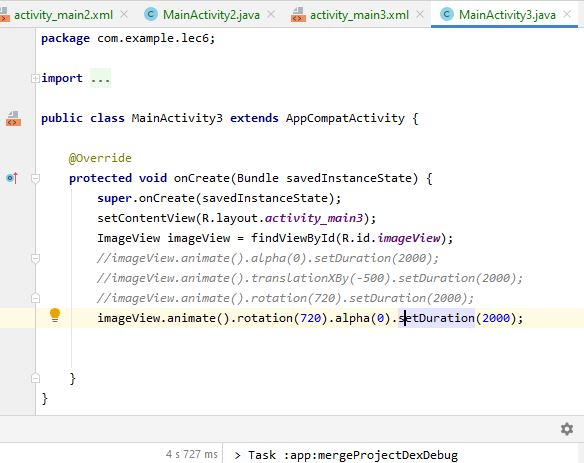 activity_main2.xml × MainActivity2.java × activity_main3.xml × MainActivity3.java ×
package com.example.lec6;
import ...
public class MainActivity3 extends AppCompatActivity {
@Override
protected void onCreate(Bundle savedInstanceState) {
super.onCreate(savedInstanceState);
setContentView(R.layout.activity_main3);
ImageView imageView = findViewById(R.id.imageView);
//imageView.animate().alpha(0).setDuration(2000);
//imageView.animate().translationXBy(-500).setDuration(2000);
//imageView.animate().rotation(720).setDuration(2000);
imageView.animate().rotation(720).alpha(0).setDuration(2000);
}
}
4 s 727 ms > Task :app:mergeProjectDexDebug